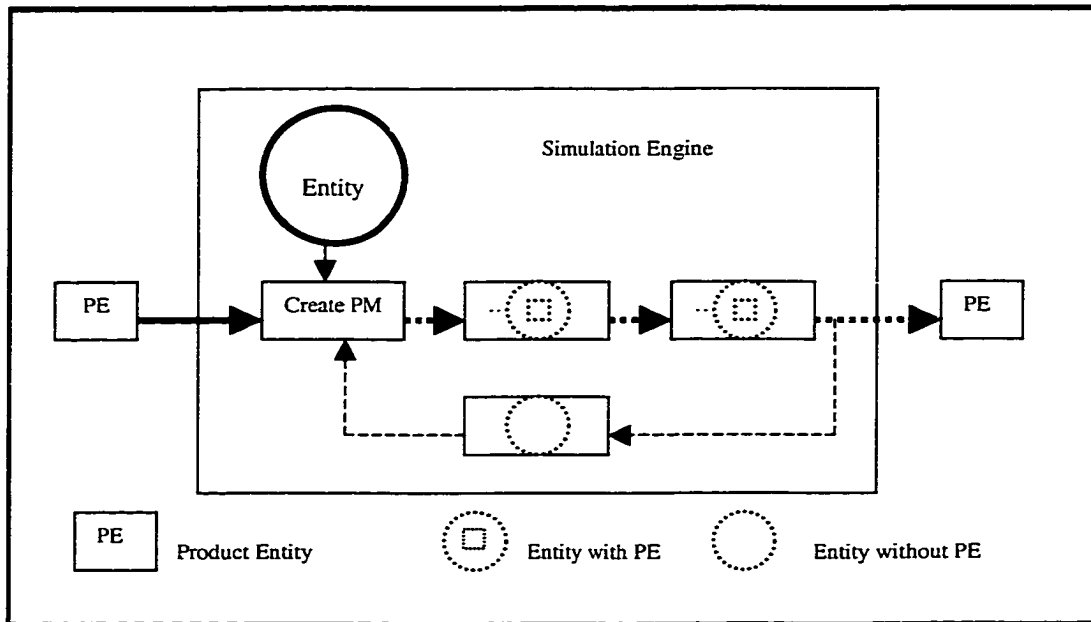 Simulation Engine
Entity
PE
Create PM
PE
PE
Product Entity
Entity with PE
Entity without PE